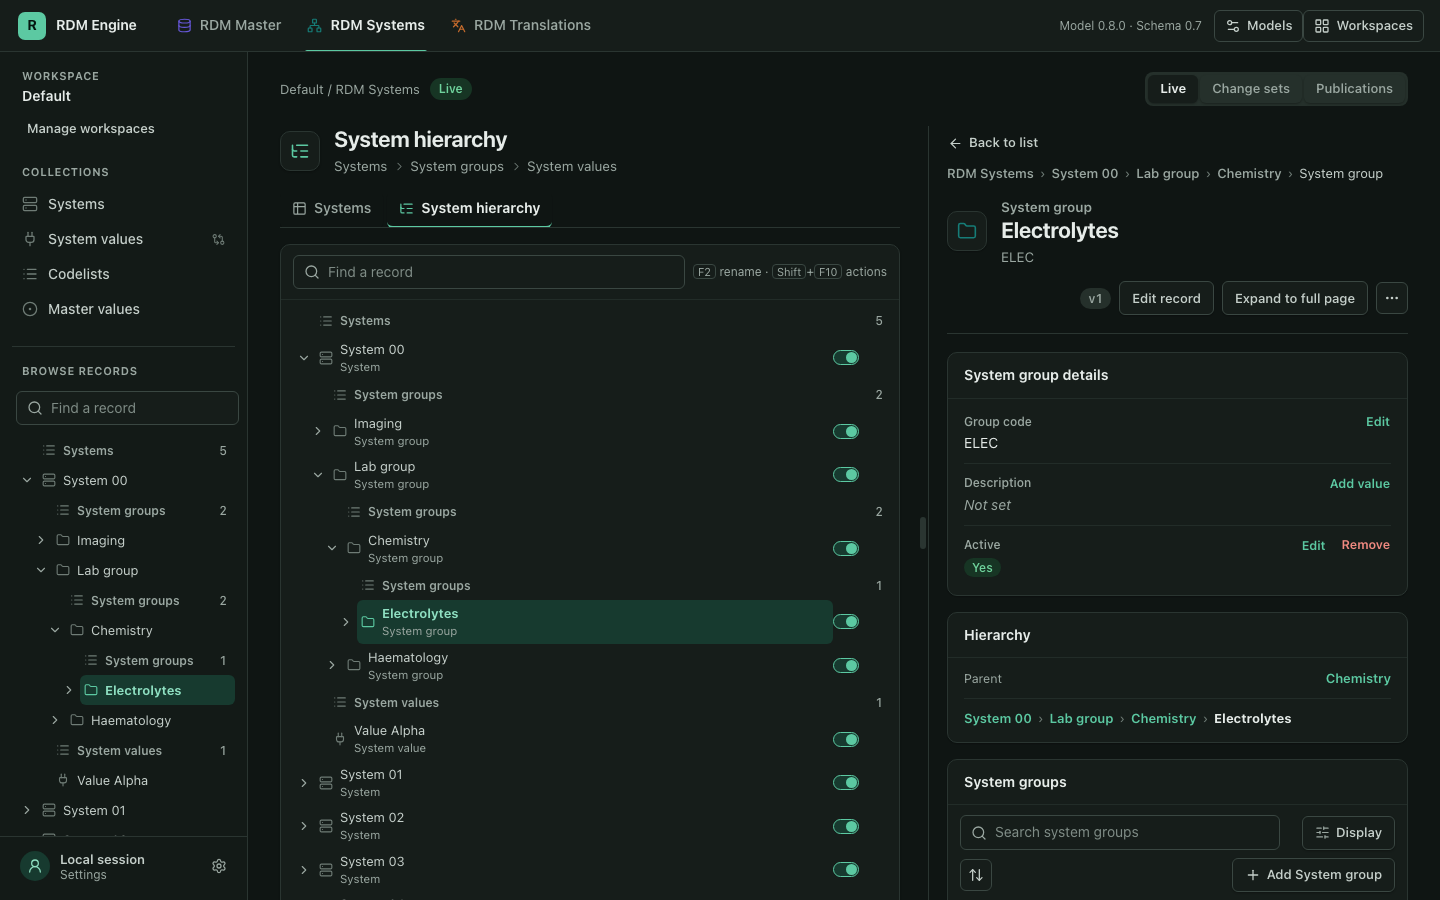 R RDM Engine RDM Master RDM Systems RDM Translations Model 0.8.0 · Schema 0.7 Models Workspaces
WORKSPACE
Default
Manage workspaces
COLLECTIONS
Systems
System values
Codelists
Master values
BROWSE RECORDS
Find a record
Systems 5
System 00
System groups 2
Imaging
Lab group
System groups 2
Chemistry
System groups 1
Electrolytes
Haematology
System values 1
Value Alpha
System 01
Local session
Settings
Default / RDM Systems Live
Live Change sets Publications
System hierarchy
Systems › System groups › System values
Systems System hierarchy
Find a record F2 rename · Shift+F10 actions
Systems 5
System 00
System
System groups 2
Imaging
System group
Lab group
System group
System groups 2
Chemistry
System group
System groups 1
Electrolytes
System group
Haematology
System group
System values 1
Value Alpha
System value
System 01
System
System 02
System
System 03
System
Back to list
RDM Systems › System 00 › Lab group › Chemistry › System group
System group
Electrolytes
ELEC
v1 Edit record Expand to full page
System group details
Group code Edit
ELEC
Description Add value
Not set
Active Edit Remove
Yes
Hierarchy
Parent Chemistry
System 00 › Lab group › Chemistry › Electrolytes
System groups
Search system groups Display
Add System group